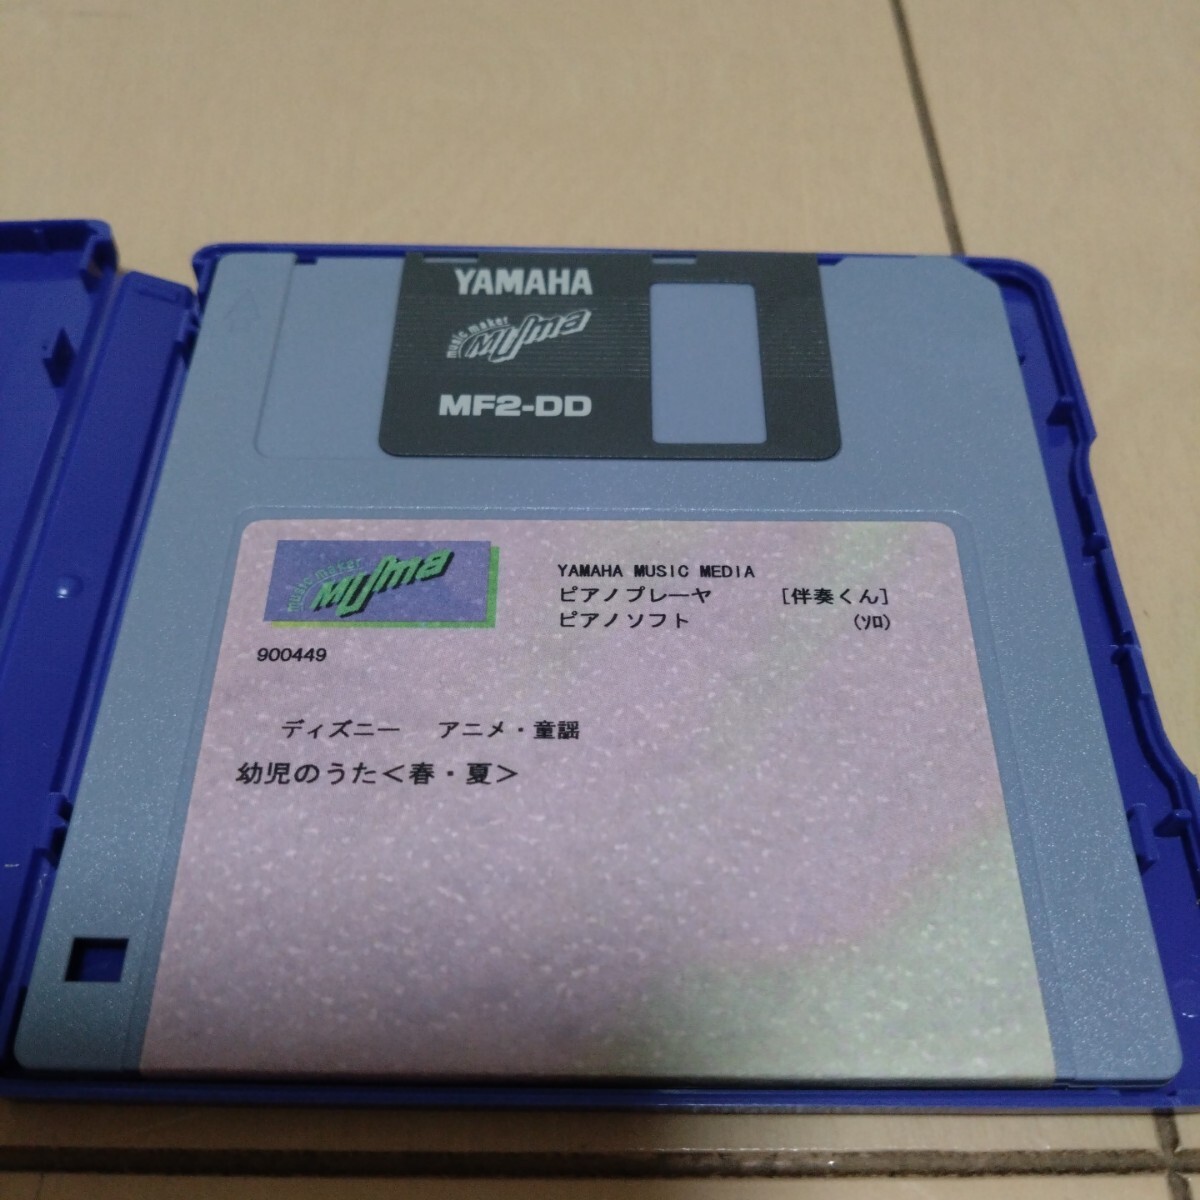 YAMAHA
music maker
MUma
MF2-DD
music maker
MUma
YAMAHA MUSIC MEDIA
ピアノプレーヤ [伴奏くん]
ピアノソフト (ｿﾛ)
900449
ディズニー アニメ・童謡
幼児のうた＜春・夏＞